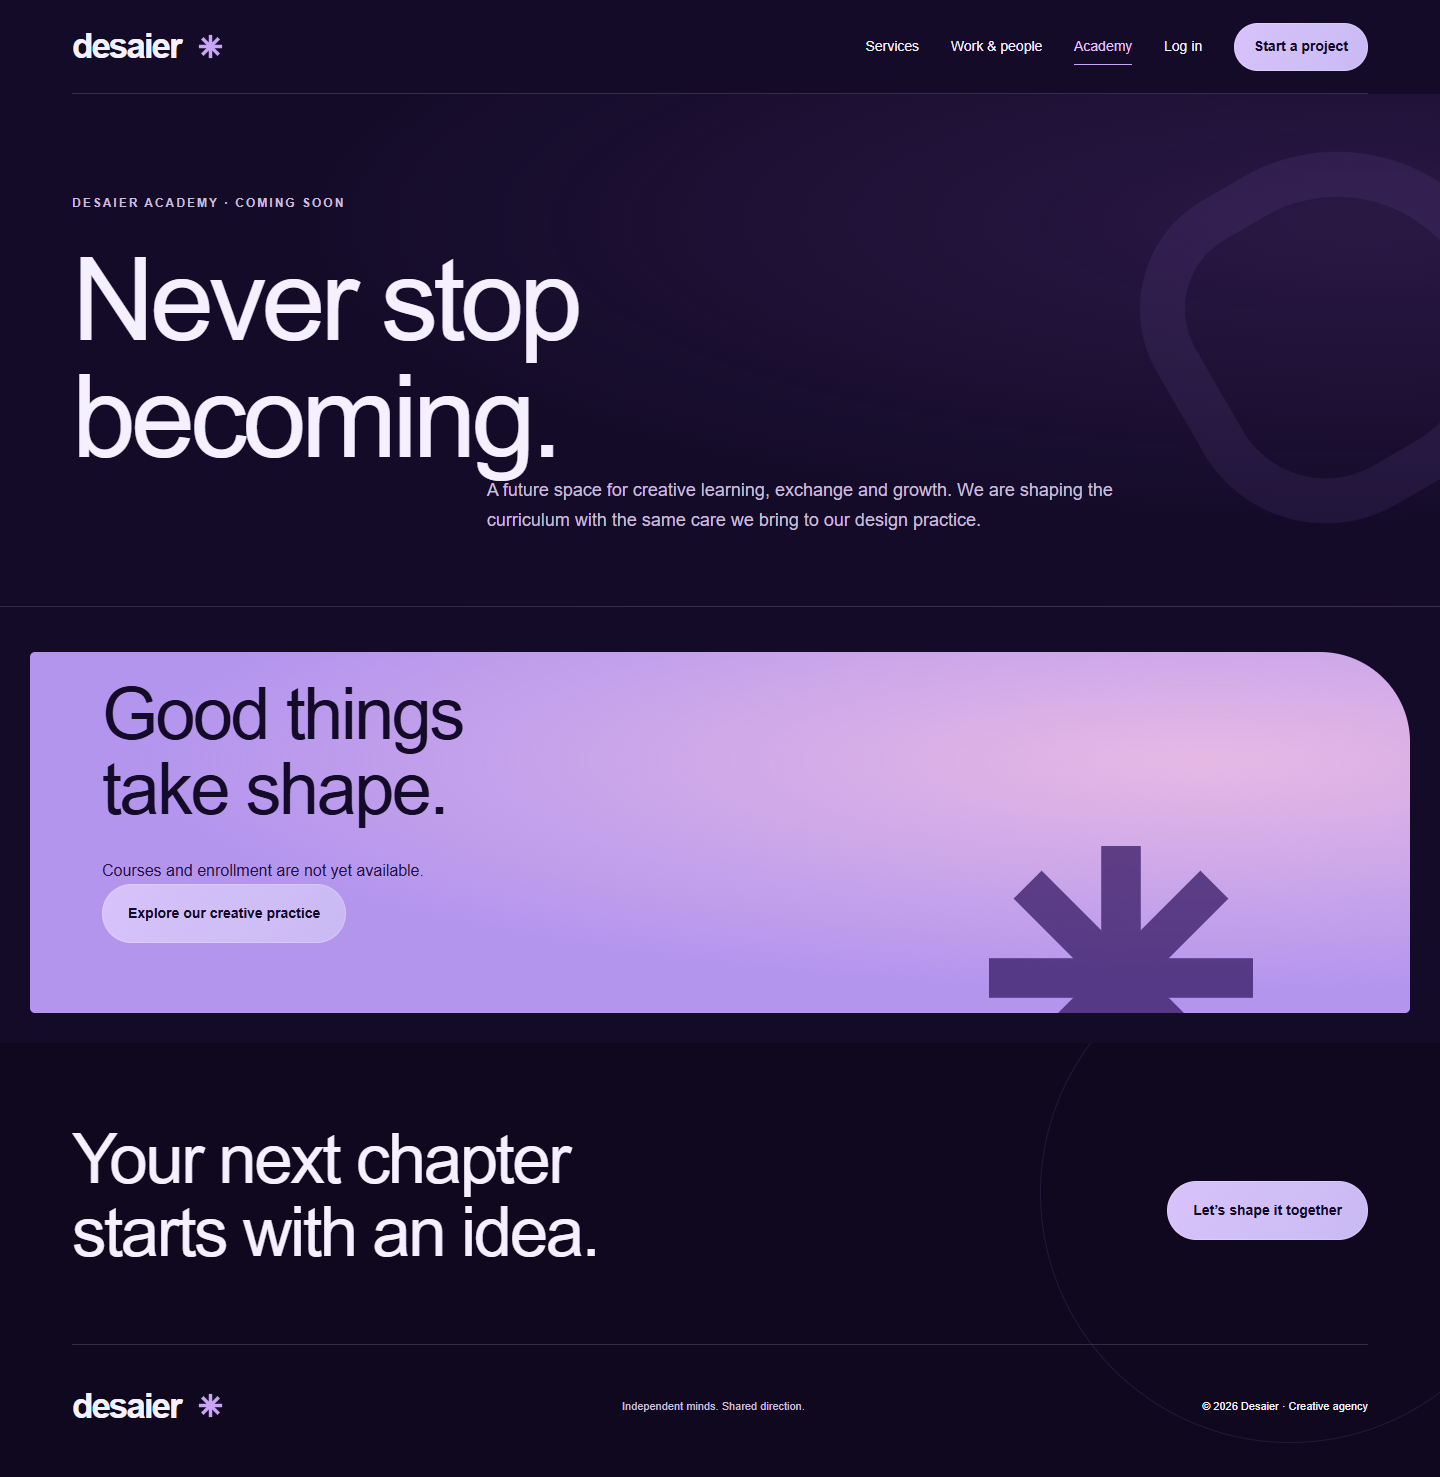 desaier
Services
Work & people
Academy
Log in
Start a project
DESAIER ACADEMY · COMING SOON
Never stop
becoming.
A future space for creative learning, exchange and growth. We are shaping the
curriculum with the same care we bring to our design practice.
Good things
take shape.
Courses and enrollment are not yet available.
Explore our creative practice
Your next chapter
starts with an idea.
Let’s shape it together
desaier
Independent minds. Shared direction.
© 2026 Desaier · Creative agency